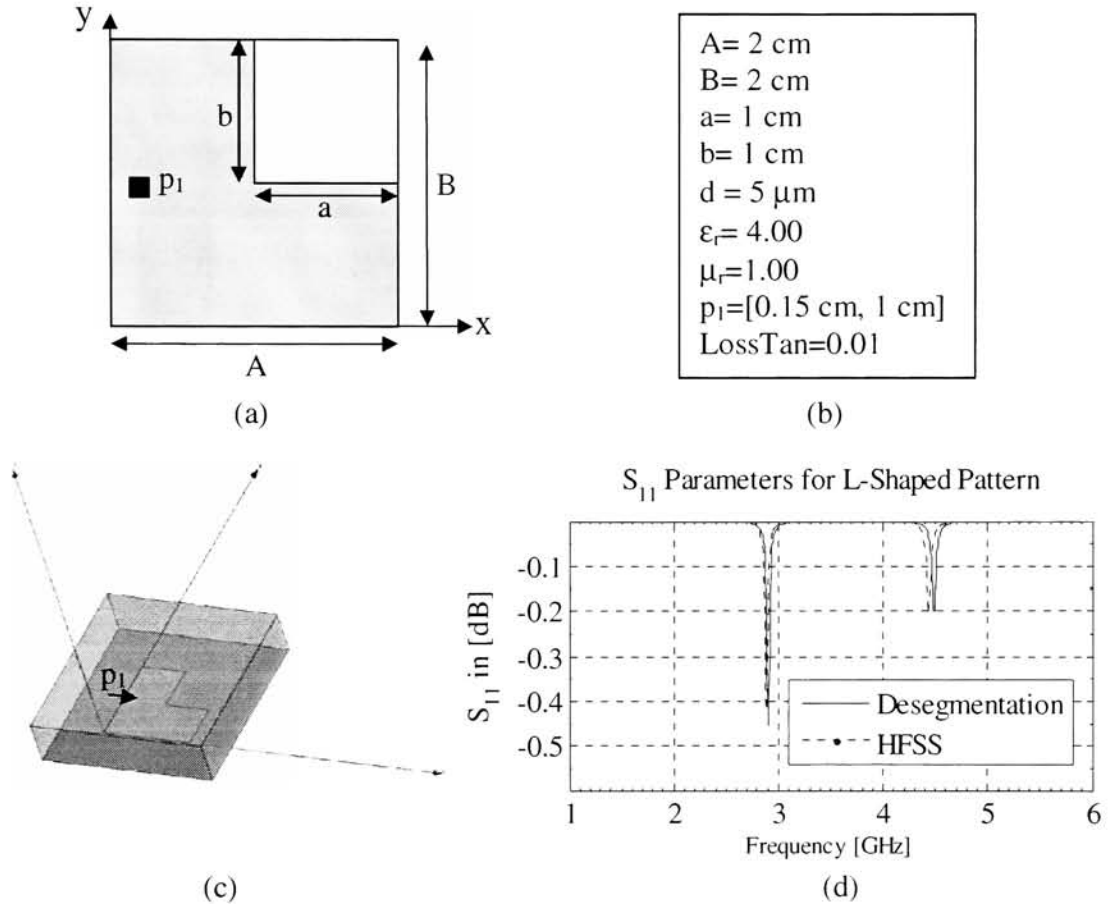 y
b
p₁
a
B
x
A
(a)
A= 2 cm
B= 2 cm
a= 1 cm
b= 1 cm
d = 5 μm
εᵣ= 4.00
μᵣ=1.00
p₁=[0.15 cm, 1 cm]
LossTan=0.01
(b)
p₁
(c)
S₁₁ Parameters for L-Shaped Pattern
S₁₁ in [dB]
-0.1
-0.2
-0.3
-0.4
-0.5
Desegmentation
HFSS
1 2 3 4 5 6
Frequency [GHz]
(d)